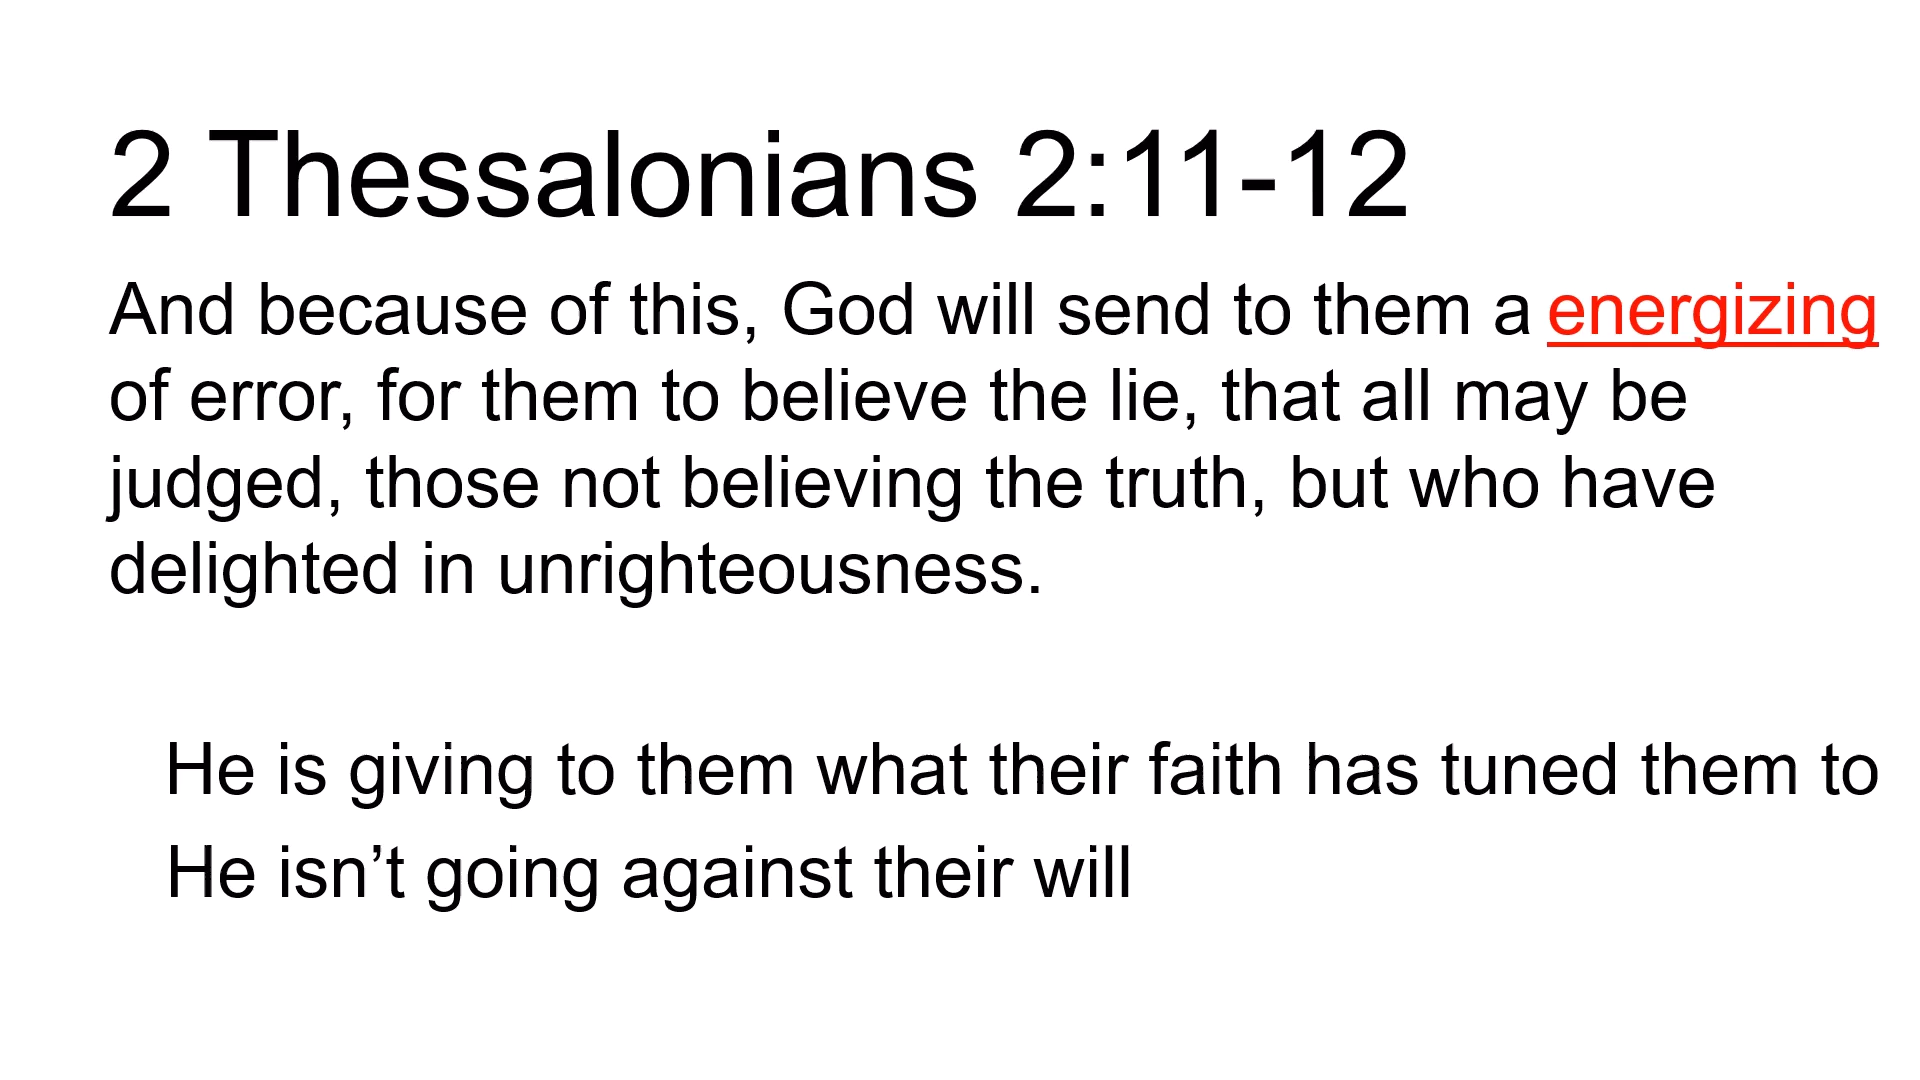 2 Thessalonians 2:11-12
And because of this, God will send to them a energizing
of error, for them to believe the lie, that all may be
judged, those not believing the truth, but who have
delighted in unrighteousness.
He is giving to them what their faith has tuned them to
He isn’t going against their will